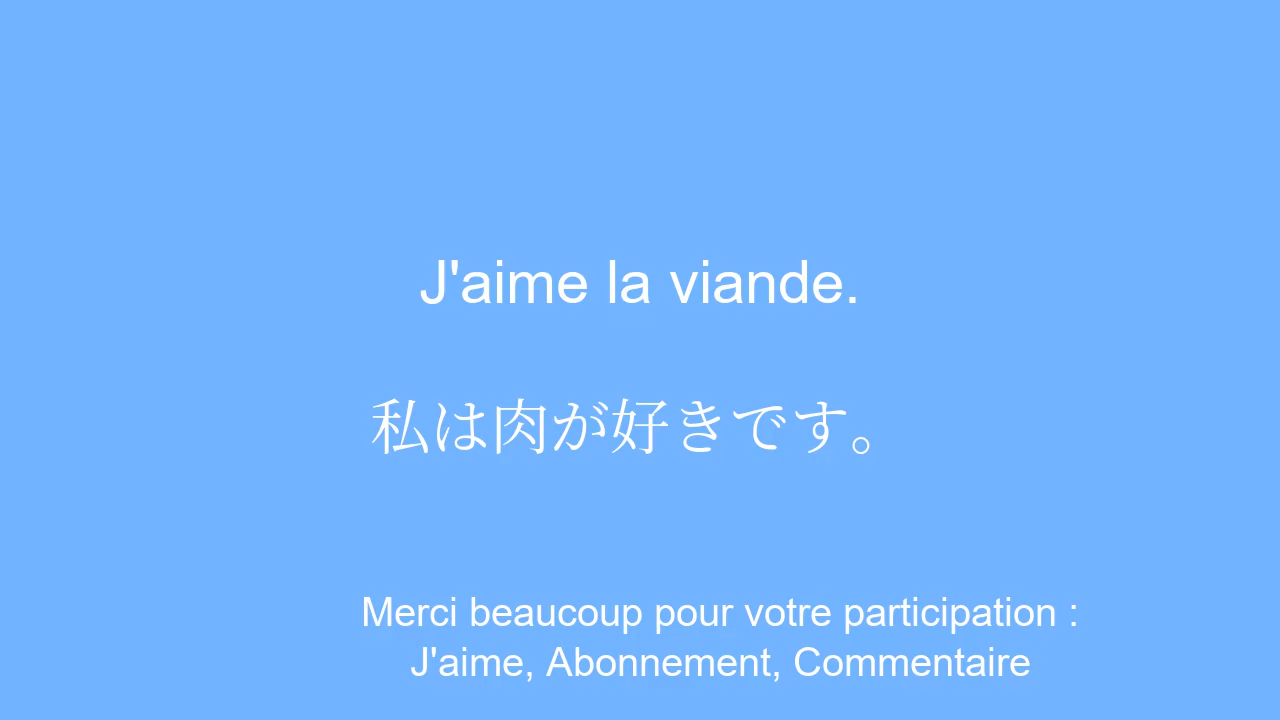 J'aime la viande.
私は肉が好きです。
Merci beaucoup pour votre participation :
J'aime, Abonnement, Commentaire